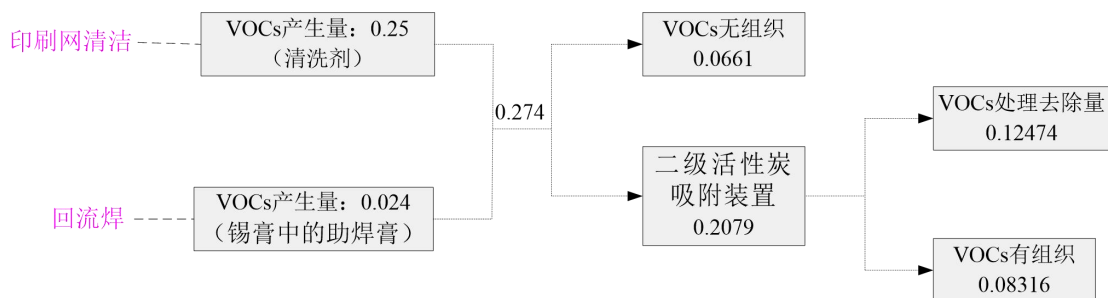 印刷网清洁
VOCs产生量：0.25
（清洗剂）
回流焊
VOCs产生量：0.024
（锡膏中的助焊膏）
0.274
VOCs无组织
0.0661
二级活性炭
吸附装置
0.2079
VOCs处理去除量
0.12474
VOCs有组织
0.08316